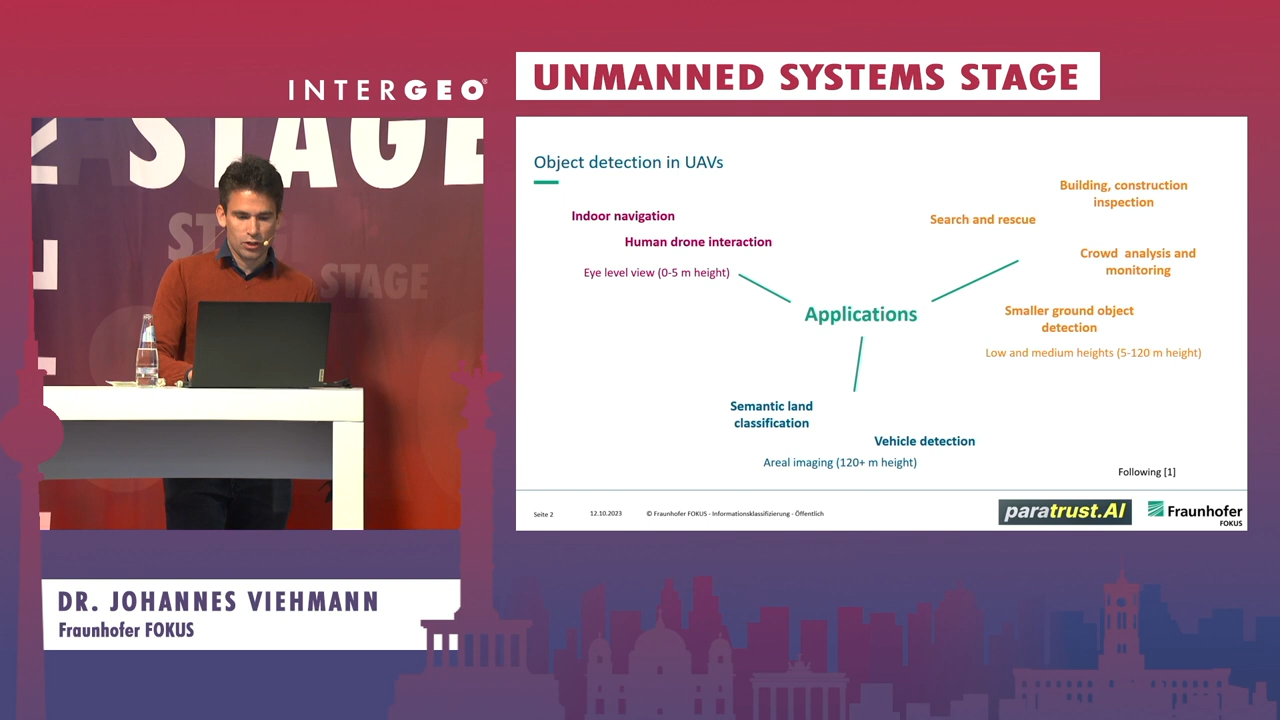 INTERGEO®
UNMANNED SYSTEMS STAGE
STAGE
STAGE
Object detection in UAVs
Indoor navigation
Human drone interaction
Eye level view (0-5 m height)
Building, construction
inspection
Search and rescue
Crowd analysis and
monitoring
Smaller ground object
detection
Low and medium heights (5-120 m height)
Applications
Semantic land
classification
Vehicle detection
Areal imaging (120+ m height)
Following [1]
Seite 2
12.10.2023
© Fraunhofer FOKUS - Informationsklassifizierung - Öffentlich
paratrust.AI
Fraunhofer
FOKUS
DR. JOHANNES VIEHMANN
Fraunhofer FOKUS